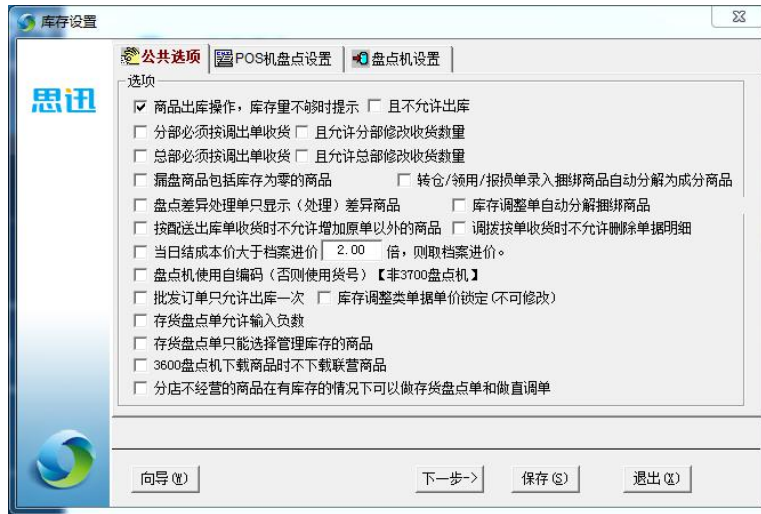 库存设置
公共选项 POS机盘点设置 盘点机设置
思迅
选项
商品出库操作，库存量不够时提示 且不允许出库
分部必须按调出单收货 且允许分部修改收货数量
总部必须按调出单收货 且允许总部修改收货数量
漏盘商品包括库存为零的商品 转仓/领用/报损单录入捆绑商品自动分解为成分商品
盘点差异处理单只显示（处理）差异商品 库存调整单自动分解捆绑商品
按配送出库单收货时不允许增加原单以外的商品 调拨按单收货时不允许删除单据明细
当日结成本价大于档案进价 2.00 倍，则取档案进价。
盘点机使用自编码（否则使用货号）【非3700盘点机】
批发订单只允许出库一次 库存调整类单据单价锁定(不可修改)
存货盘点单允许输入负数
存货盘点单只能选择管理库存的商品
3600盘点机下载商品时不下载联营商品
分店不经营的商品在有库存的情况下可以做存货盘点单和做直调单
向导(W) 下一步-> 保存(S) 退出(X)